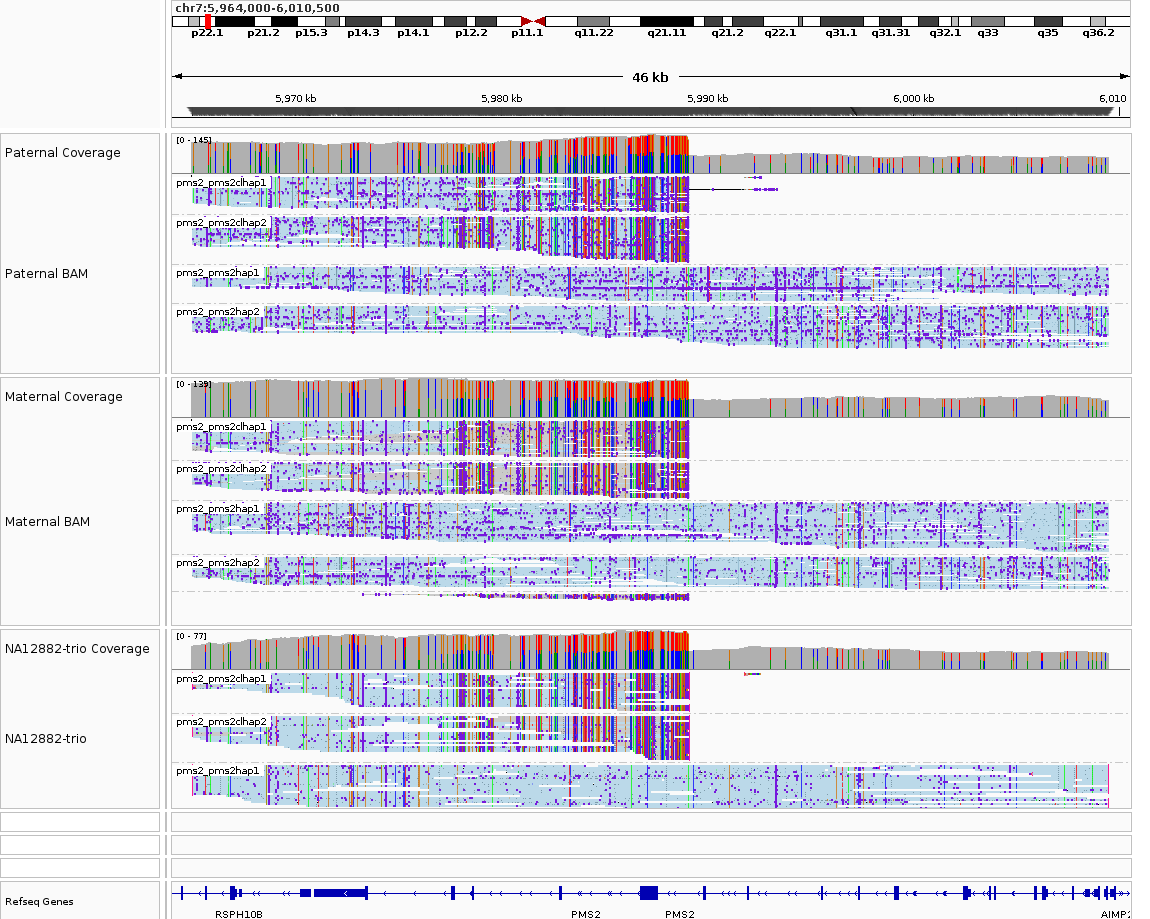 chr7:5,964,000-6,010,500
p22.1 p21.2 p15.3 p14.3 p14.1 p12.2 p11.1 q11.22 q21.11 q21.2 q22.1 q31.1 q31.31 q32.1 q33 q35 q36.2
46 kb
5,970 kb 5,980 kb 5,990 kb 6,000 kb 6,010
[0 - 145]
Paternal Coverage
pms2_pms2clhap1
pms2_pms2clhap2
Paternal BAM
pms2_pms2hap1
pms2_pms2hap2
[0 - 139]
Maternal Coverage
pms2_pms2clhap1
pms2_pms2clhap2
pms2_pms2hap1
Maternal BAM
pms2_pms2hap2
[0 - 77]
NA12882-trio Coverage
pms2_pms2clhap1
pms2_pms2clhap2
NA12882-trio
pms2_pms2hap1
Refseq Genes
RSPH10B PMS2 PMS2